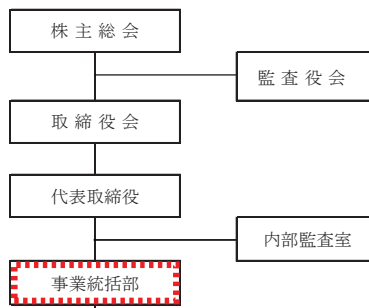 株主総会
監査役会
取締役会
代表取締役
内部監査室
事業統括部